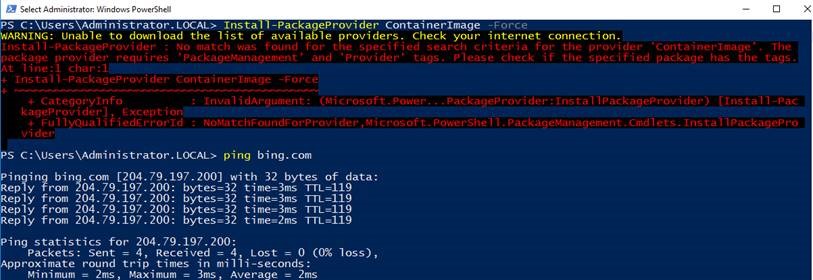 Select Administrator: Windows PowerShell
PS C:\Users\Administrator.LOCAL> Install-PackageProvider ContainerImage -Force
WARNING: Unable to download the list of available providers. Check your internet connection.
Install-PackageProvider : No match was found for the specified search criteria for the provider 'ContainerImage'. The
package provider requires 'PackageManagement' and 'Provider' tags. Please check if the specified package has the tags.
At line:1 char:1
+ Install-PackageProvider ContainerImage -Force
+ ~~~~~~~~~~~~~~~~~~~~~~~~~~~~~~~~~~~~~~~~~~~~~
+ CategoryInfo : InvalidArgument: (Microsoft.Power...PackageProvider:InstallPackageProvider) [Install-Pac
kageProvider], Exception
+ FullyQualifiedErrorId : NoMatchFoundForProvider,Microsoft.PowerShell.PackageManagement.Cmdlets.InstallPackagePro
vider
PS C:\Users\Administrator.LOCAL> ping bing.com
Pinging bing.com [204.79.197.200] with 32 bytes of data:
Reply from 204.79.197.200: bytes=32 time=3ms TTL=119
Reply from 204.79.197.200: bytes=32 time=3ms TTL=119
Reply from 204.79.197.200: bytes=32 time=3ms TTL=119
Reply from 204.79.197.200: bytes=32 time=2ms TTL=119
Ping statistics for 204.79.197.200:
Packets: Sent = 4, Received = 4, Lost = 0 (0% loss),
Approximate round trip times in milli-seconds:
Minimum = 2ms, Maximum = 3ms, Average = 2ms